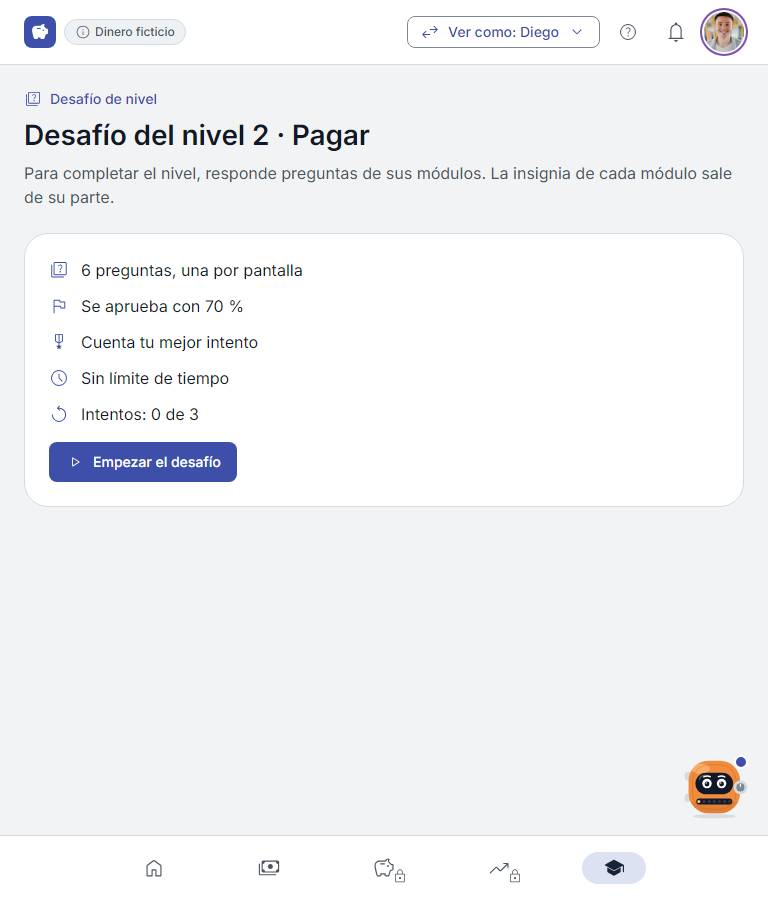 Dinero ficticio
Ver como: Diego
Desafío de nivel
Desafío del nivel 2 · Pagar
Para completar el nivel, responde preguntas de sus módulos. La insignia de cada módulo sale
de su parte.
6 preguntas, una por pantalla
Se aprueba con 70 %
Cuenta tu mejor intento
Sin límite de tiempo
Intentos: 0 de 3
Empezar el desafío